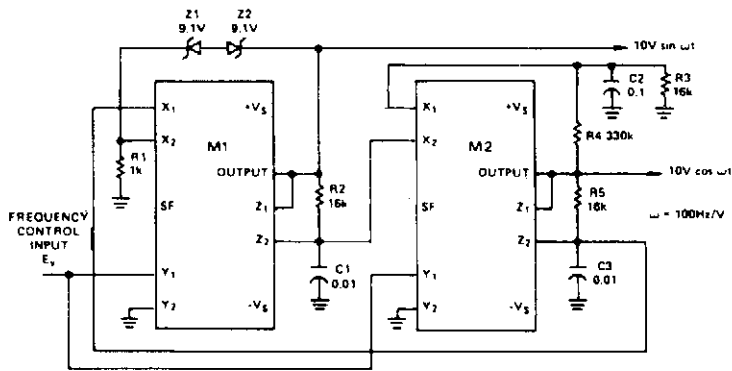 Z1
9.1V
Z2
9.1V
10V sin ωt
X1
+VS
X2
M1
R1
1k
OUTPUT
R2
16k
SF
Z1
Z2
FREQUENCY
CONTROL
INPUT
Ey
Y1
C1
0.01
Y2
-VS
X1
+VS
X2
M2
C2
0.1
R3
16k
R4 330k
OUTPUT
10V cos ωt
R5
16k
SF
Z1
ω = 100Hz/V
Z2
Y1
C3
0.01
Y2
-VS